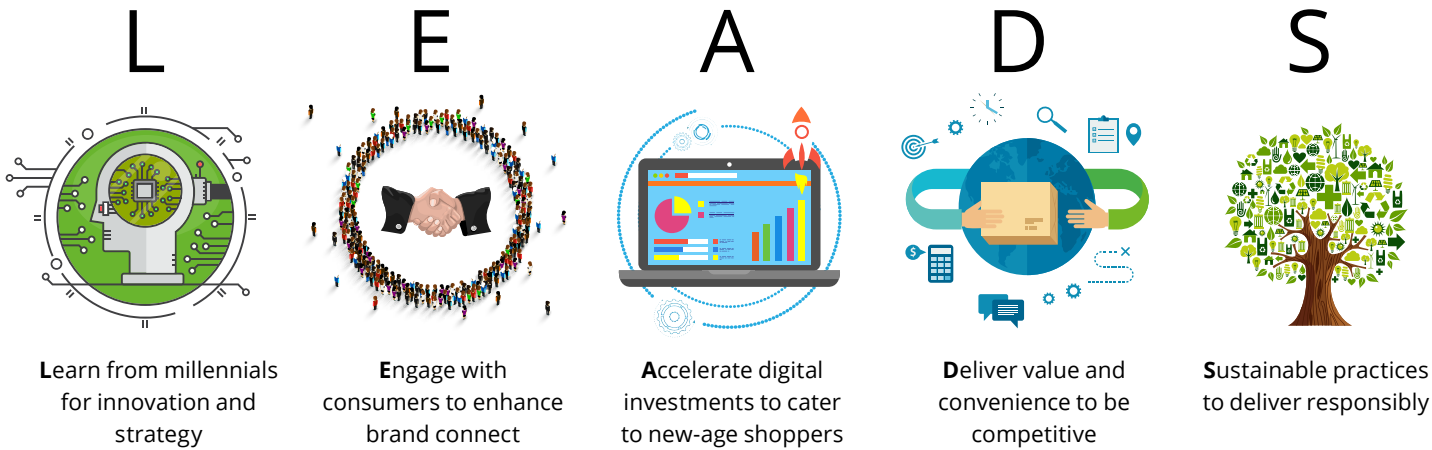 L
E
A
D
S
Learn from millennials
for innovation and
strategy
Engage with
consumers to enhance
brand connect
Accelerate digital
investments to cater
to new-age shoppers
Deliver value and
convenience to be
competitive
Sustainable practices
to deliver responsibly